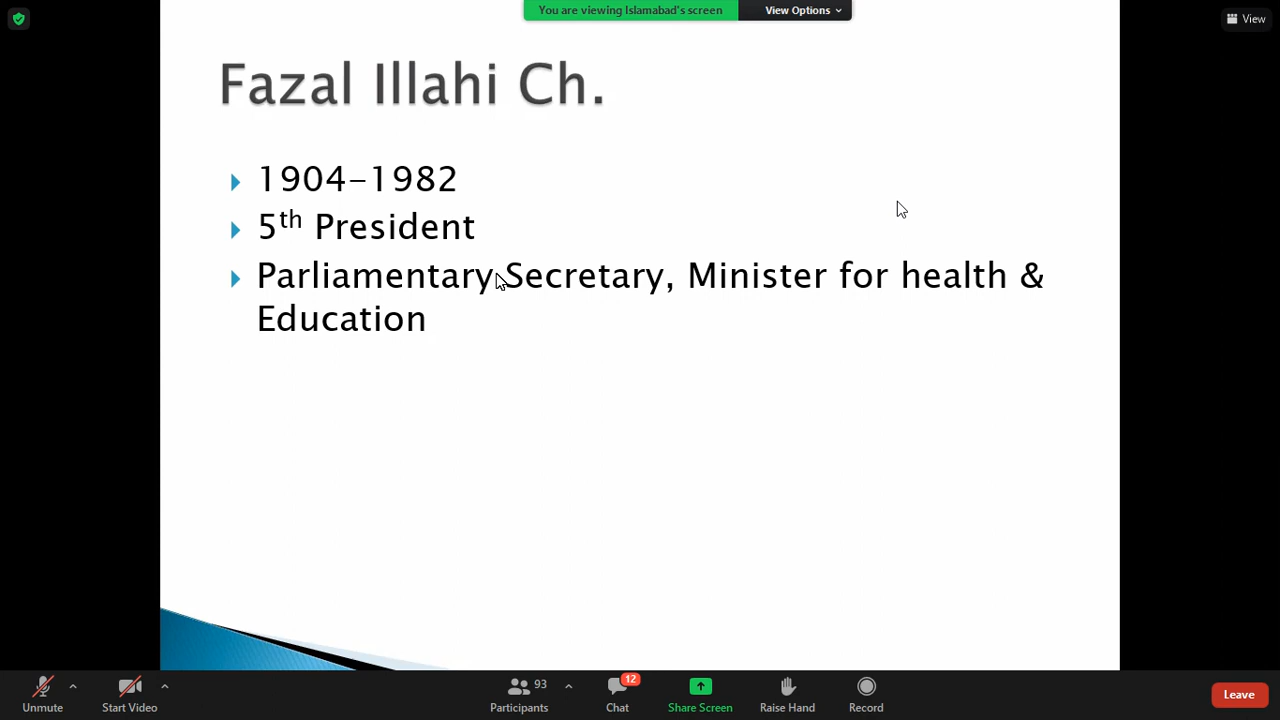 You are viewing Islamabad's screen View Options
View
Fazal Illahi Ch.
1904-1982
5th President
Parliamentary Secretary, Minister for health &
Education
93
12
Unmute Start Video Participants Chat Share Screen Raise Hand Record Leave